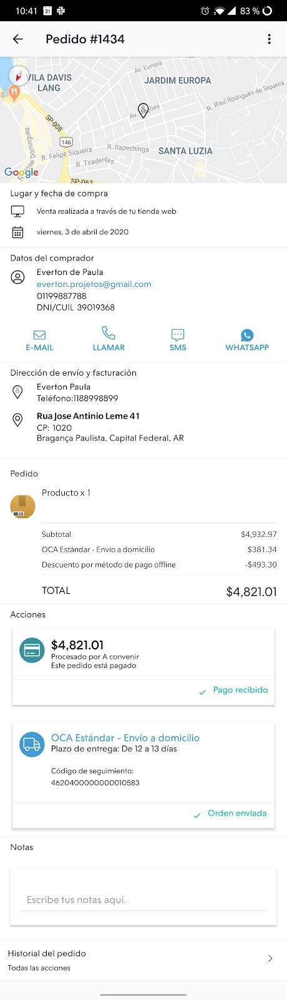 10:41 31 83 %
Pedido #1434
VILA DAVIS
LANG
Av. Europa
JARDIM EUROPA
R. Raul Rodrigues de Siqueira
SP-008
146
R. Itapechinga
SANTA LUZIA
R. Felipe Siqueira
R. Tiradentes
Google
SP-063
Lugar y fecha de compra
Venta realizada a través de tu tienda web
viernes, 3 de abril de 2020
Datos del comprador
Everton de Paula
everton.projetos@gmail.com
01199887788
DNI/CUIL 39019368
E-MAIL LLAMAR SMS WHATSAPP
Dirección de envío y facturación
Everton Paula
Teléfono:1188998899
Rua Jose Antinio Leme 41
CP: 1020
Bragança Paulista, Capital Federal, AR
Pedido
Producto x 1
Subtotal $4,932.97
OCA Estándar - Envío a domicilio $381.34
Descuento por método de pago offline -$493.30
TOTAL $4,821.01
Acciones
$4,821.01
Procesado por A convenir
Este pedido está pagado
Pago recibido
OCA Estándar - Envío a domicilio
Plazo de entrega: De 12 a 13 días
Código de seguimiento:
4620400000000010583
Orden enviada
Notas
Escribe tus notas aquí.
Historial del pedido
Todas las acciones